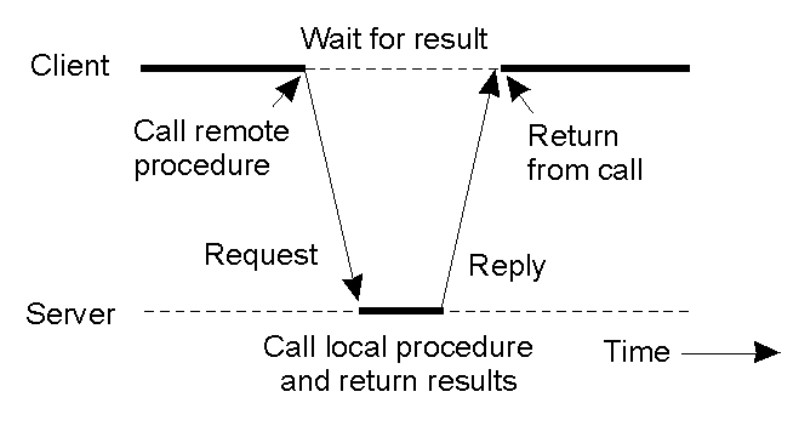 Wait for result
Client
Call remote
procedure
Return
from call
Request
Reply
Server
Call local procedure
and return results
Time